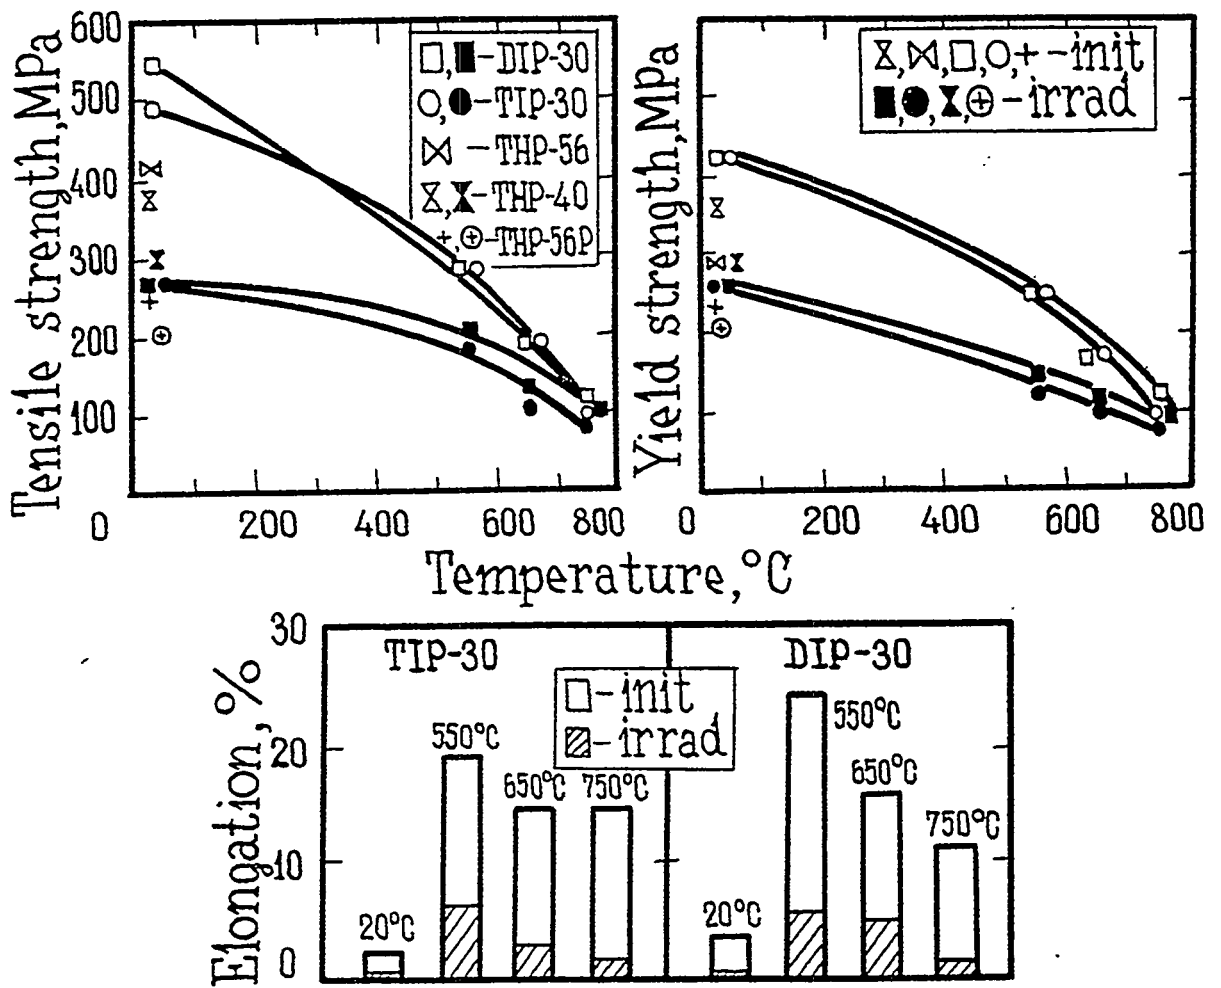 Tensile strength,MPa
600
500
400
300
200
100
0
200
400
600
800
□,■-DIP-30
○,●-TIP-30
⋈ -THP-56
⧖,⧗-THP-40
+,⊕-THP-56P
Yield strength,MPa
⧖,⋈,□,○,+-init
■,●,⧗,⊕-irrad
0
200
400
600
800
Temperature,°C
Elongation,%
30
20
10
0
TIP-30
DIP-30
□-init
▨-irrad
20°C
550°C
650°C
750°C
20°C
550°C
650°C
750°C